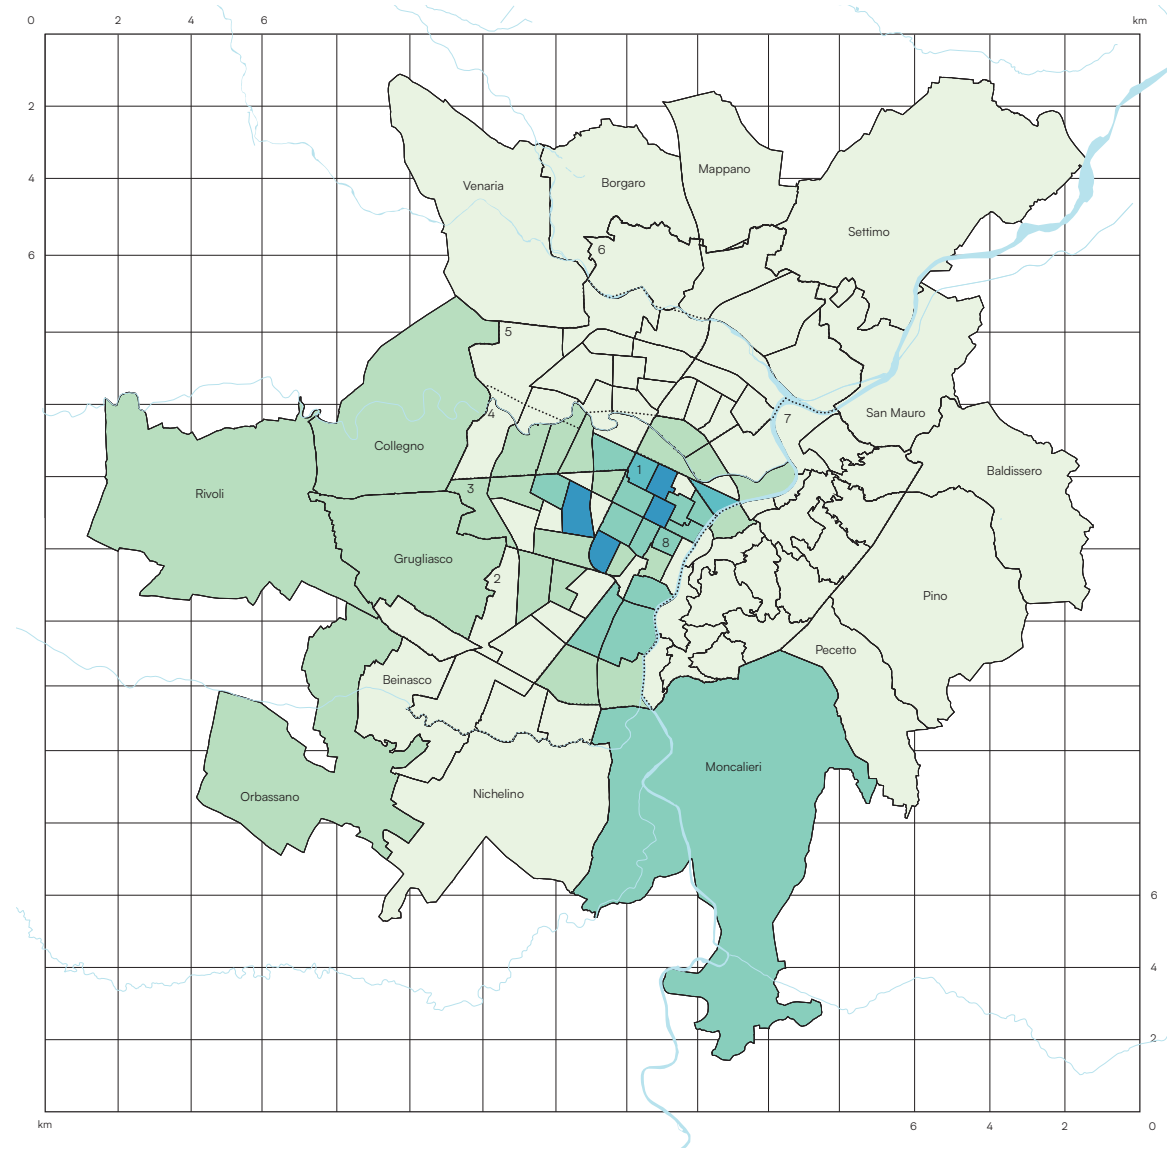 0
2
4
6
km
2
4
6
Venaria
Borgaro
Mappano
Settimo
6
5
4
7
San Mauro
Collegno
Baldissero
Rivoli
3
1
8
Grugliasco
2
Pino
Pecetto
Beinasco
Moncalieri
Orbassano
Nichelino
6
4
2
km
6
4
2
0